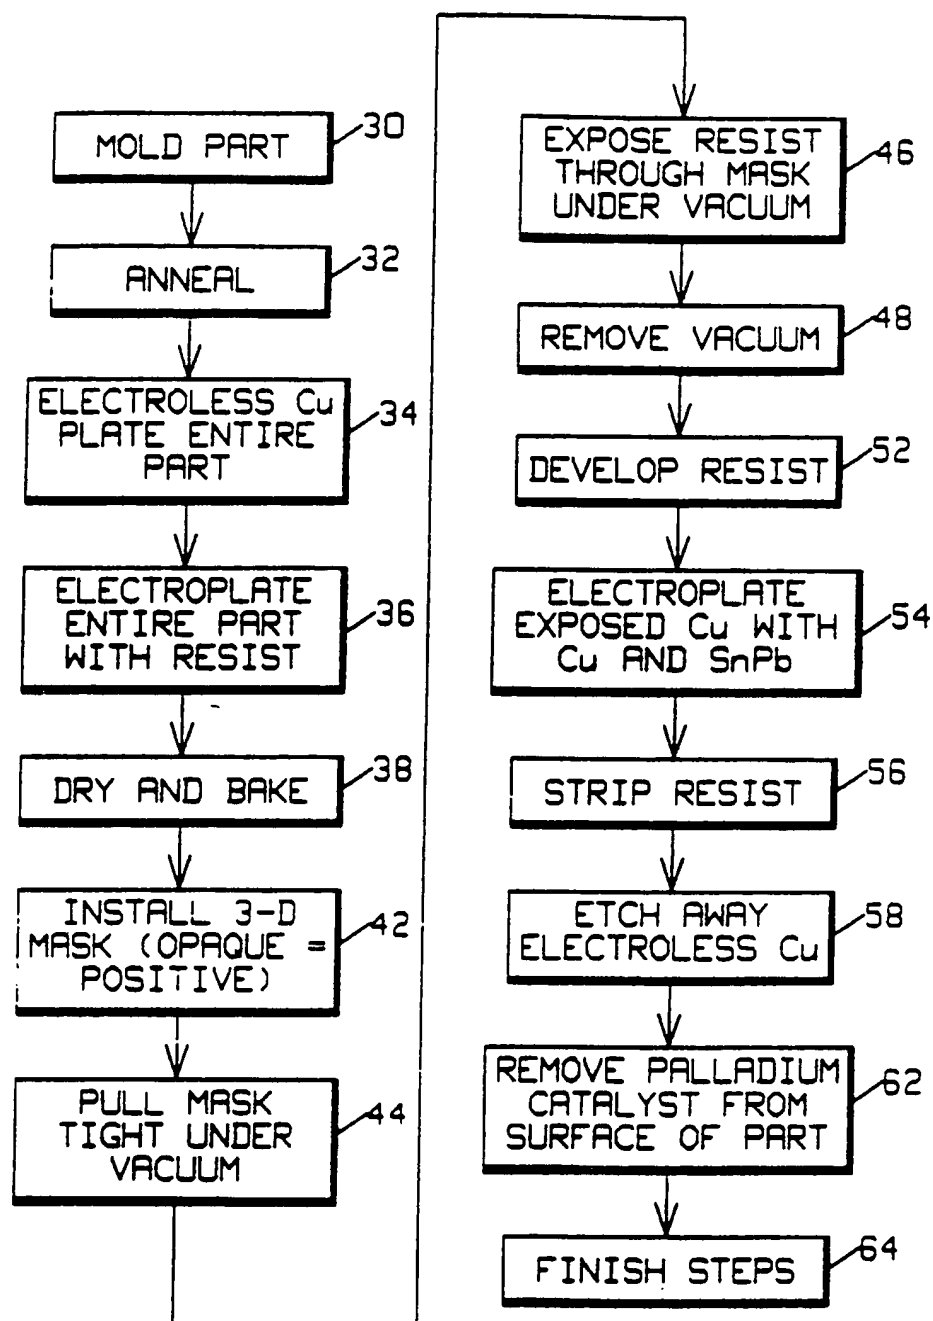 MOLD PART
30
ANNEAL
32
ELECTROLESS Cu
PLATE ENTIRE
PART
34
ELECTROPLATE
ENTIRE PART
WITH RESIST
36
DRY AND BAKE
38
INSTALL 3-D
MASK (OPAQUE =
POSITIVE)
42
PULL MASK
TIGHT UNDER
VACUUM
44
EXPOSE RESIST
THROUGH MASK
UNDER VACUUM
46
REMOVE VACUUM
48
DEVELOP RESIST
52
ELECTROPLATE
EXPOSED Cu WITH
Cu AND SnPb
54
STRIP RESIST
56
ETCH AWAY
ELECTROLESS Cu
58
REMOVE PALLADIUM
CATALYST FROM
SURFACE OF PART
62
FINISH STEPS
64